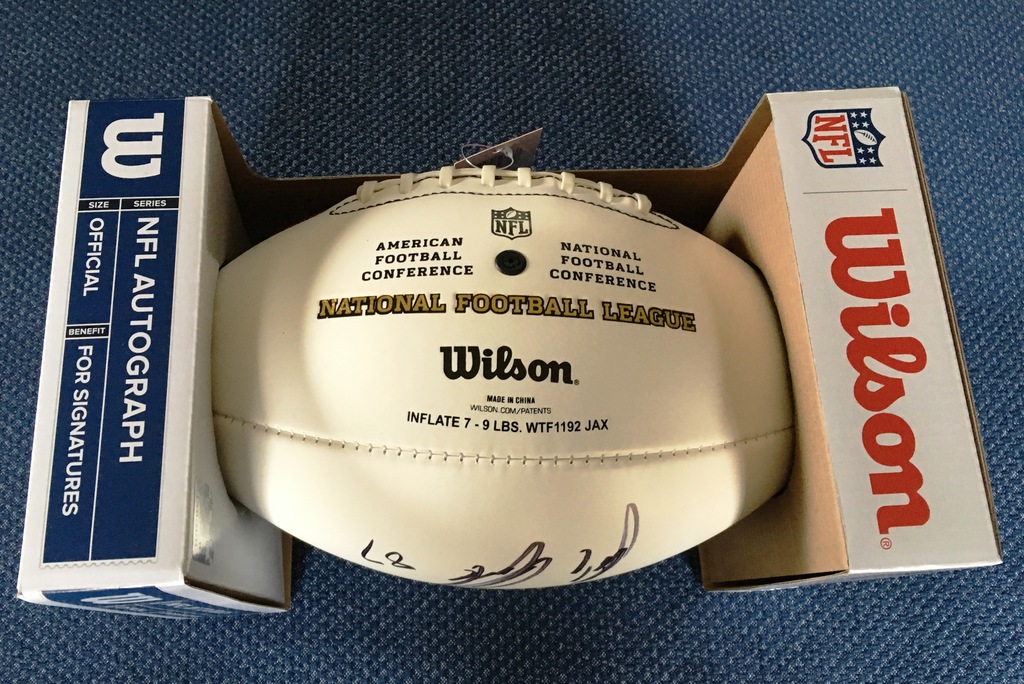 W
SERIES
NFL AUTOGRAPH
SIZE
OFFICIAL
BENEFIT
FOR SIGNATURES
NFL
AMERICAN
FOOTBALL
CONFERENCE
NATIONAL
FOOTBALL
CONFERENCE
NATIONAL FOOTBALL LEAGUE
Wilson®
MADE IN CHINA
WILSON.COM/PATENTS
INFLATE 7 - 9 LBS. WTF1192 JAX
NFL
Wilson®